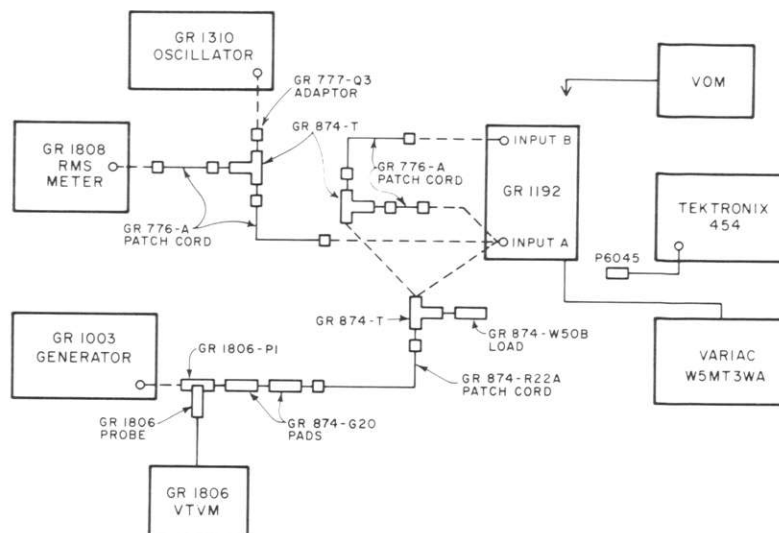 GR 1310
OSCILLATOR
GR 777-Q3
ADAPTOR
GR 874-T
VOM
GR 1808
RMS
METER
INPUT B
GR 776-A
PATCH CORD
GR 1192
GR 776-A
PATCH CORD
INPUT A
TEKTRONIX
454
P6045
GR 874-T
GR 874-W50B
LOAD
GR 1003
GENERATOR
GR 1806-P1
GR 874-R22A
PATCH CORD
VARIAC
W5MT3WA
GR 1806
PROBE
GR 874-G20
PADS
GR 1806
VTVM